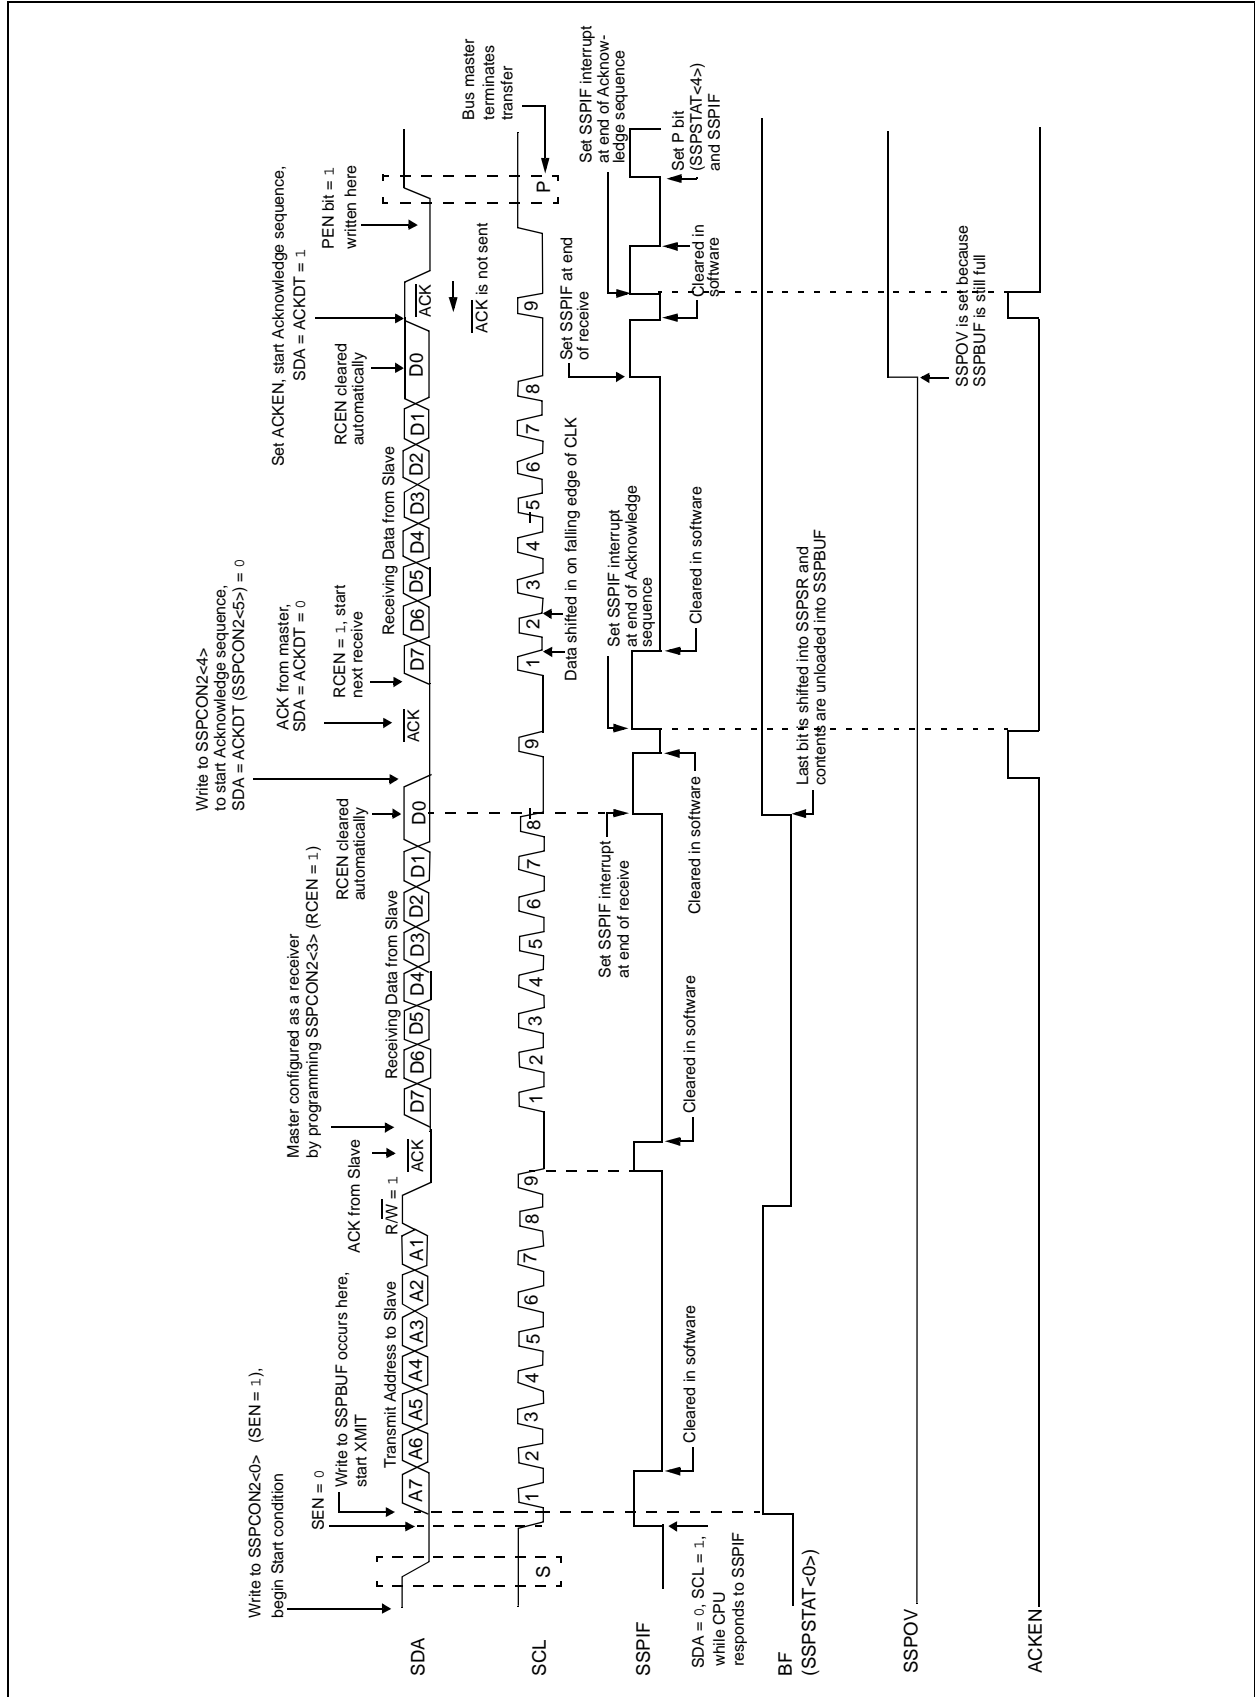 Write to SSPCON2<0> (SEN = 1),
begin Start condition
SEN = 0
Write to SSPBUF occurs here,
start XMIT
ACK from Slave
Master configured as a receiver
by programming SSPCON2<3> (RCEN = 1)
RCEN cleared
automatically
Write to SSPCON2<4>
to start Acknowledge sequence,
SDA = ACKDT (SSPCON2<5>) = 0
ACK from master,
SDA = ACKDT = 0
RCEN = 1, start
next receive
RCEN cleared
automatically
Set ACKEN, start Acknowledge sequence,
SDA = ACKDT = 1
PEN bit = 1
written here
Transmit Address to Slave
R/W = 1
Receiving Data from Slave
Receiving Data from Slave
SDA
A7 A6 A5 A4 A3 A2 A1
ACK
D7 D6 D5 D4 D3 D2 D1 D0
ACK
D7 D6 D5 D4 D3 D2 D1 D0
ACK
ACK is not sent
Bus master
terminates
transfer
SCL
S
1 2 3 4 5 6 7 8 9
1 2 3 4 5 6 7 8 9
1 2 3 4 5 6 7 8 9
P
Data shifted in on falling edge of CLK
Set SSPIF interrupt
at end of receive
Set SSPIF interrupt
at end of Acknowledge
sequence
Set SSPIF at end
of receive
Set SSPIF interrupt
at end of Acknow-
ledge sequence
SSPIF
SDA = 0, SCL = 1,
while CPU
responds to SSPIF
Cleared in software
Cleared in software
Cleared in software
Cleared in software
Cleared in
software
Set P bit
(SSPSTAT<4>)
and SSPIF
BF
(SSPSTAT<0>)
Last bit is shifted into SSPSR and
contents are unloaded into SSPBUF
SSPOV
SSPOV is set because
SSPBUF is still full
ACKEN